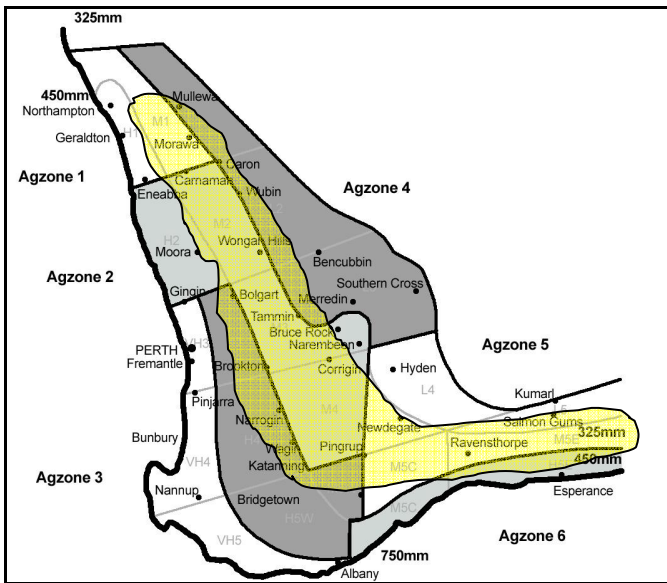 325mm
450mm
Northampton
Mullewa
M1
H1
Geraldton
Morawa
Caron
Agzone 1
Carnamah
Eneabba
Wubin
Agzone 4
M2
H2
Wongan Hills
Moora
Bencubbin
Agzone 2
Southern Cross
Gingin
Bolgart
Merredin
Tammin
Bruce Rock
VH3
Narembeen
PERTH
Agzone 5
Fremantle
Brookton
Corrigin
Hyden
L4
Kumarl
Pinjarra
M4
Narrogin
Newdegate
Salmon Gums
325mm
Bunbury
M5E
Wagin
Pingrup
Ravensthorpe
450mm
VH4
Katanning
M5C
Agzone 3
Esperance
Nannup
Bridgetown
M5C
H5W
Agzone 6
VH5
750mm
Albany